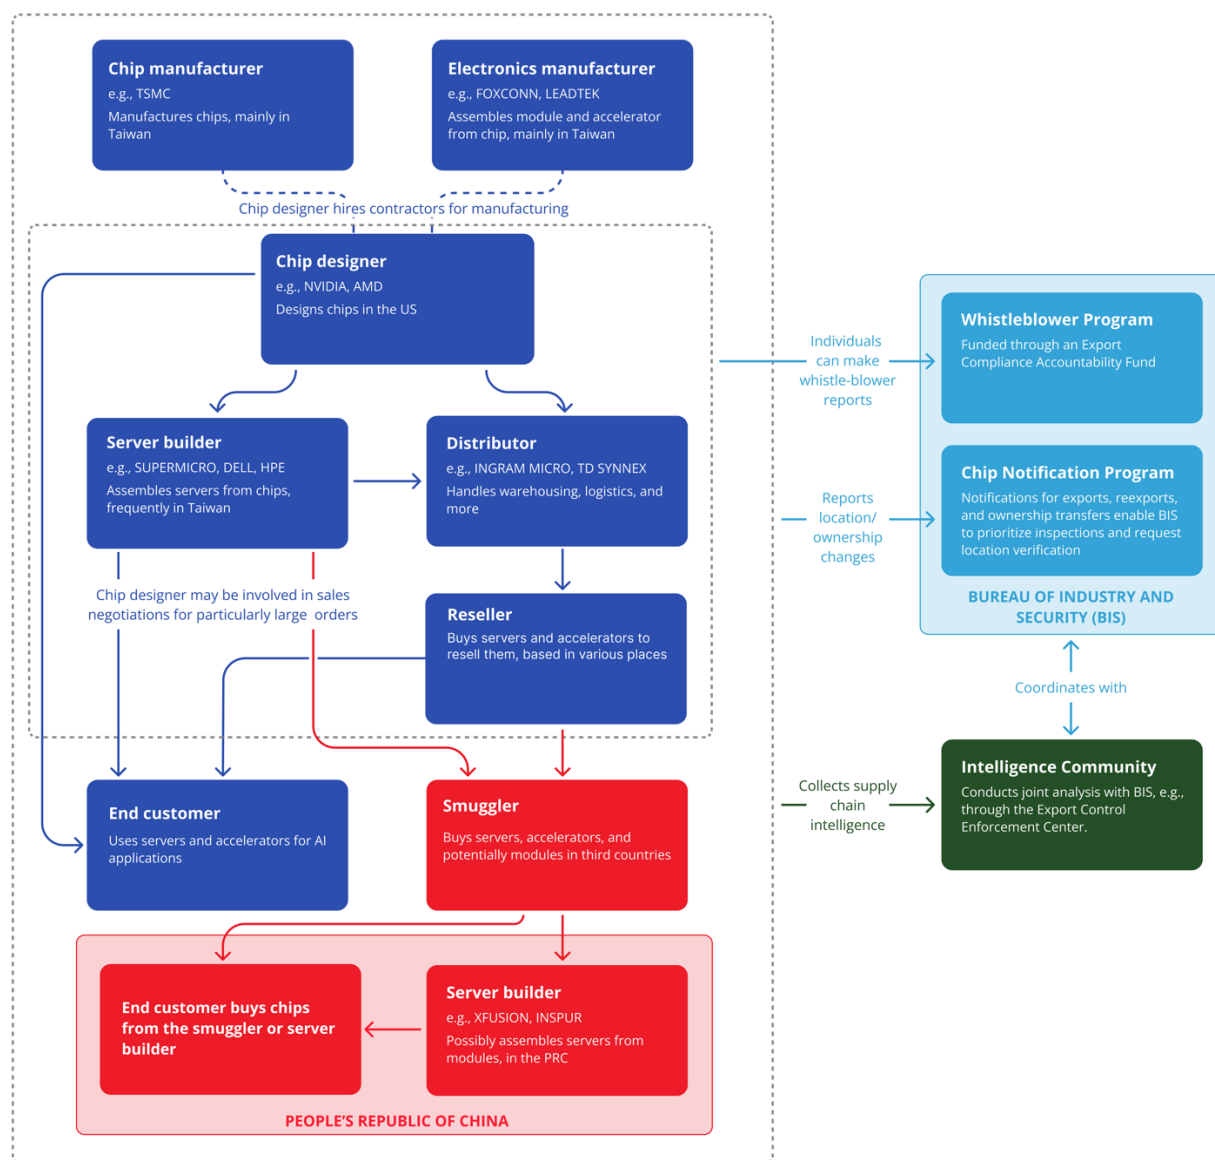 Chip manufacturer
e.g., TSMC
Manufactures chips, mainly in
Taiwan
Electronics manufacturer
e.g., FOXCONN, LEADTEK
Assembles module and accelerator
from chip, mainly in Taiwan
Chip designer hires contractors for manufacturing
Chip designer
e.g., NVIDIA, AMD
Designs chips in the US
Server builder
e.g., SUPERMICRO, DELL, HPE
Assembles servers from chips,
frequently in Taiwan
Distributor
e.g., INGRAM MICRO, TD SYNNEX
Handles warehousing, logistics, and
more
Chip designer may be involved in sales
negotiations for particularly large orders
Reseller
Buys servers and accelerators to
resell them, based in various places
End customer
Uses servers and accelerators for AI
applications
Smuggler
Buys servers, accelerators, and
potentially modules in third countries
End customer buys chips
from the smuggler or server
builder
Server builder
e.g., XFUSION, INSPUR
Possibly assembles servers from
modules, in the PRC
PEOPLE'S REPUBLIC OF CHINA
Individuals
can make
whistle-blower
reports
Whistleblower Program
Funded through an Export
Compliance Accountability Fund
Reports
location/
ownership
changes
Chip Notification Program
Notifications for exports, reexports,
and ownership transfers enable BIS
to prioritize inspections and request
location verification
BUREAU OF INDUSTRY AND
SECURITY (BIS)
Coordinates with
Collects supply
chain
intelligence
Intelligence Community
Conducts joint analysis with BIS, e.g.,
through the Export Control
Enforcement Center.